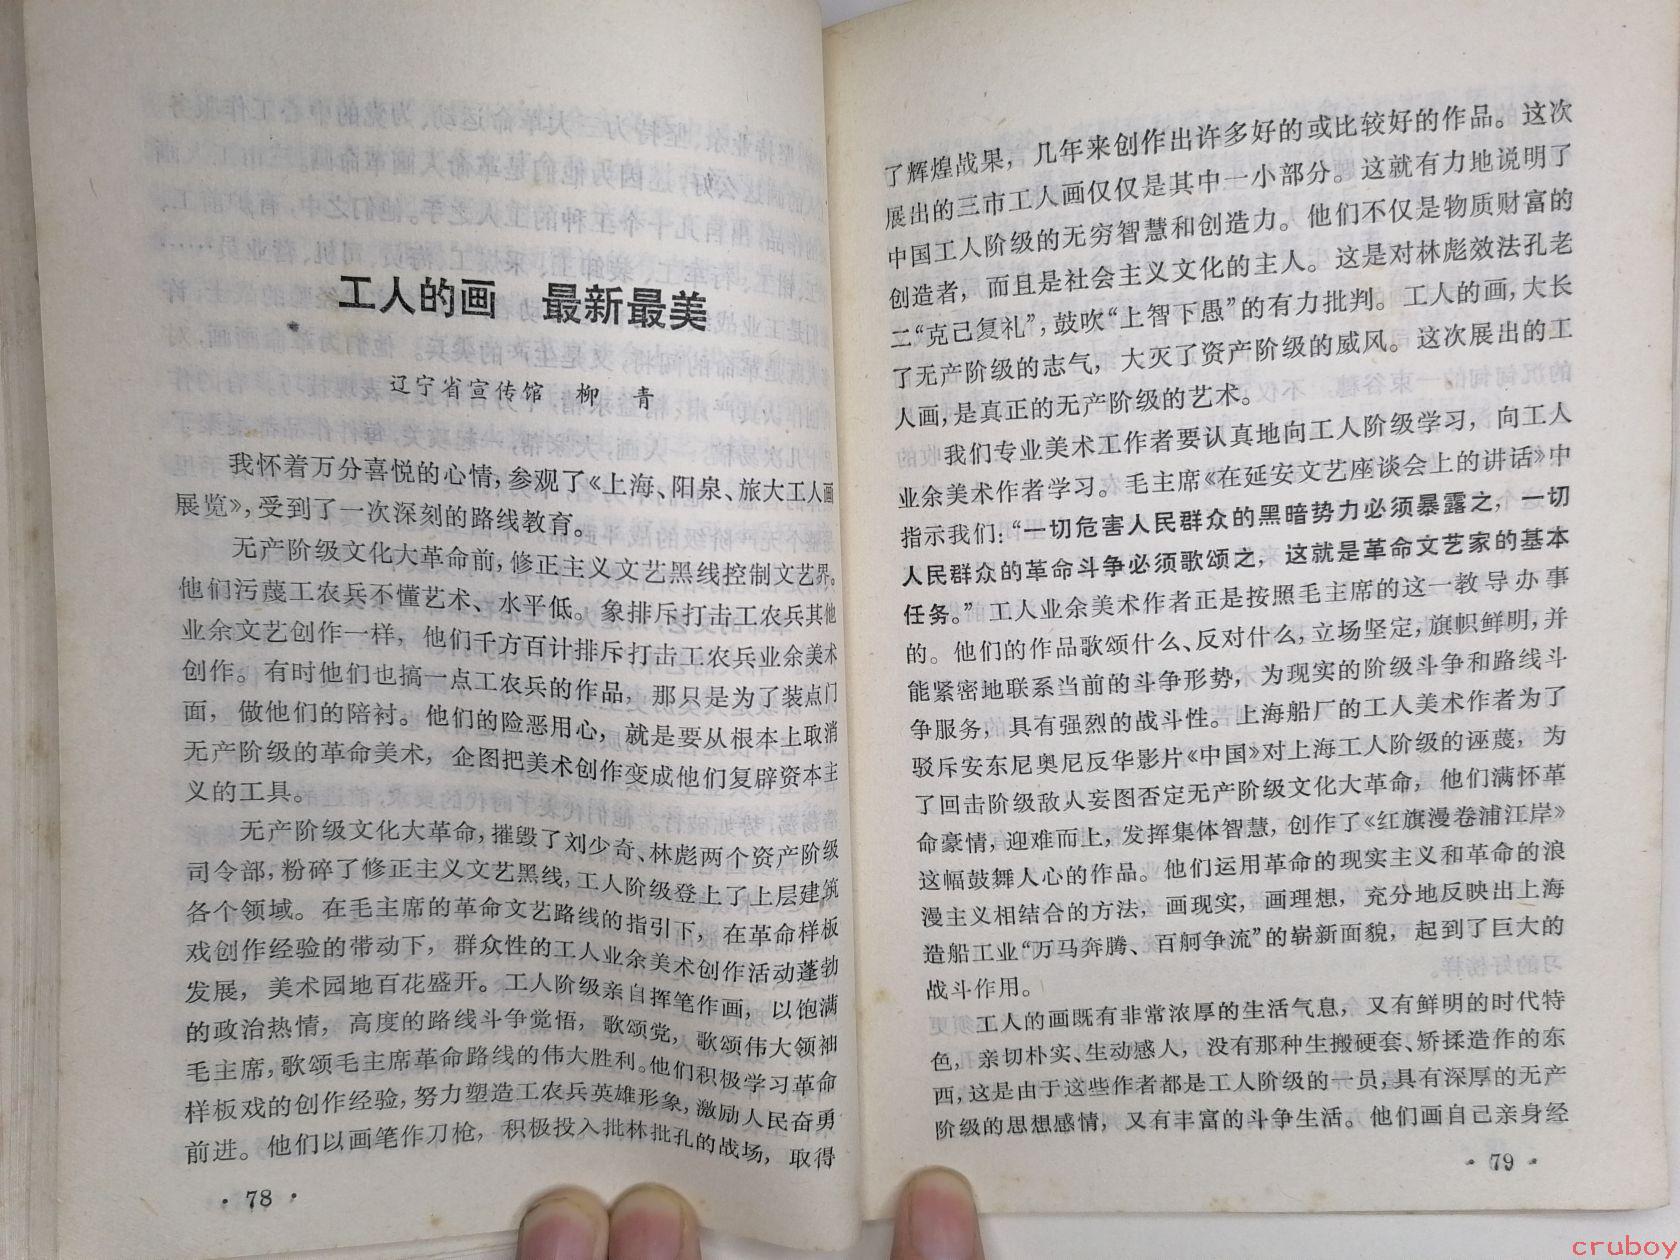 工人的画 最新最美
辽宁省宣传馆 柳 青
我怀着万分喜悦的心情，参观了《上海、阳泉、旅大工人画
展览》，受到了一次深刻的路线教育。
无产阶级文化大革命前，修正主义文艺黑线控制文艺界。
他们污蔑工农兵不懂艺术、水平低。象排斥打击工农兵其他
业余文艺创作一样，他们千方百计排斥打击工农兵业余美术
创作。有时他们也搞一点工农兵的作品，那只是为了装点门
面，做他们的陪衬。他们的险恶用心，就是要从根本上取消
无产阶级的革命美术，企图把美术创作变成他们复辟资本主
义的工具。
无产阶级文化大革命，摧毁了刘少奇、林彪两个资产阶级
司令部，粉碎了修正主义文艺黑线，工人阶级登上了上层建筑
各个领域。在毛主席的革命文艺路线的指引下，在革命样板
戏创作经验的带动下，群众性的工人业余美术创作活动蓬勃
发展，美术园地百花盛开。工人阶级亲自挥笔作画，以饱满
的政治热情，高度的路线斗争觉悟，歌颂党，歌颂伟大领袖
毛主席，歌颂毛主席革命路线的伟大胜利。他们积极学习革命
样板戏的创作经验，努力塑造工农兵英雄形象，激励人民奋勇
前进。他们以画笔作刀枪，积极投入批林批孔的战场，取得
· 78 ·
了辉煌战果，几年来创作出许多好的或比较好的作品。这次
展出的三市工人画仅仅是其中一小部分。这就有力地说明了
中国工人阶级的无穷智慧和创造力。他们不仅是物质财富的
创造者，而且是社会主义文化的主人。这是对林彪效法孔老
二“克己复礼”，鼓吹“上智下愚”的有力批判。工人的画，大长
了无产阶级的志气，大灭了资产阶级的威风。这次展出的工
人画，是真正的无产阶级的艺术。
我们专业美术工作者要认真地向工人阶级学习，向工人
业余美术作者学习。毛主席《在延安文艺座谈会上的讲话》中
指示我们：“一切危害人民群众的黑暗势力必须暴露之，一切
人民群众的革命斗争必须歌颂之，这就是革命文艺家的基本
任务。”工人业余美术作者正是按照毛主席的这一教导办事
的。他们的作品歌颂什么、反对什么，立场坚定，旗帜鲜明，并
能紧密地联系当前的斗争形势，为现实的阶级斗争和路线斗
争服务，具有强烈的战斗性。上海船厂的工人美术作者为了
驳斥安东尼奥尼反华影片《中国》对上海工人阶级的诬蔑，为
了回击阶级敌人妄图否定无产阶级文化大革命，他们满怀革
命豪情，迎难而上，发挥集体智慧，创作了《红旗漫卷浦江岸》
这幅鼓舞人心的作品。他们运用革命的现实主义和革命的浪
漫主义相结合的方法，画现实，画理想，充分地反映出上海
造船工业“万马奔腾、百舸争流”的崭新面貌，起到了巨大的
战斗作用。
工人的画既有非常浓厚的生活气息，又有鲜明的时代特
色，亲切朴实、生动感人，没有那种生搬硬套、矫揉造作的东
西，这是由于这些作者都是工人阶级的一员，具有深厚的无产
阶级的思想感情，又有丰富的斗争生活。他们画自己亲身经
· 79 ·
cruboy